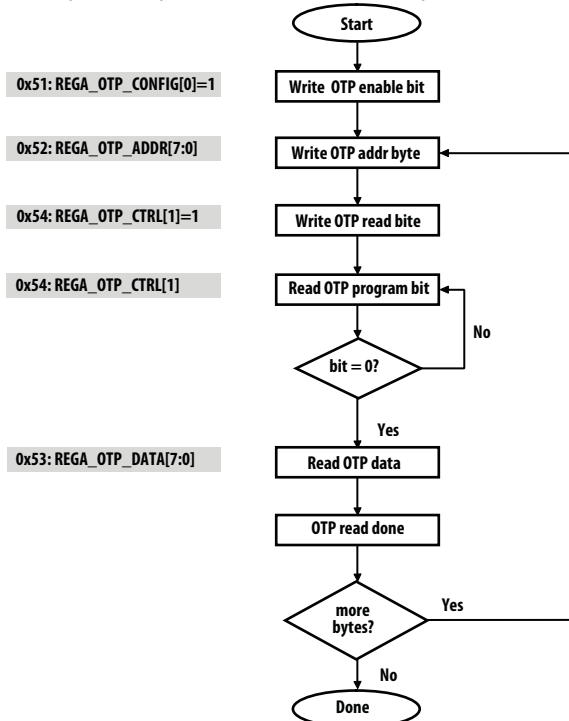 Start
0x51: REGA_OTP_CONFIG[0]=1
Write OTP enable bit
0x52: REGA_OTP_ADDR[7:0]
Write OTP addr byte
0x54: REGA_OTP_CTRL[1]=1
Write OTP read bite
0x54: REGA_OTP_CTRL[1]
Read OTP program bit
No
bit = 0?
Yes
0x53: REGA_OTP_DATA[7:0]
Read OTP data
OTP read done
more
bytes?
Yes
No
Done